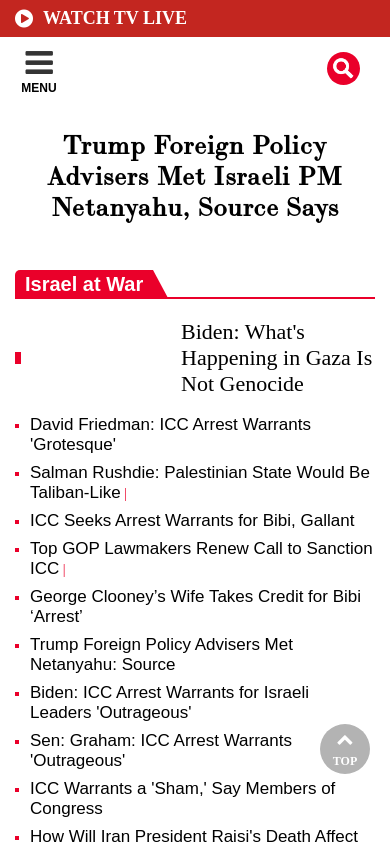 WATCH TV LIVE
MENU
Trump Foreign Policy
Advisers Met Israeli PM
Netanyahu, Source Says
Israel at War
Biden: What's
Happening in Gaza Is
Not Genocide
David Friedman: ICC Arrest Warrants
'Grotesque'
Salman Rushdie: Palestinian State Would Be
Taliban-Like |
ICC Seeks Arrest Warrants for Bibi, Gallant
Top GOP Lawmakers Renew Call to Sanction
ICC |
George Clooney’s Wife Takes Credit for Bibi
‘Arrest’
Trump Foreign Policy Advisers Met
Netanyahu: Source
Biden: ICC Arrest Warrants for Israeli
Leaders 'Outrageous'
Sen: Graham: ICC Arrest Warrants
'Outrageous'
TOP
ICC Warrants a 'Sham,' Say Members of
Congress
How Will Iran President Raisi's Death Affect